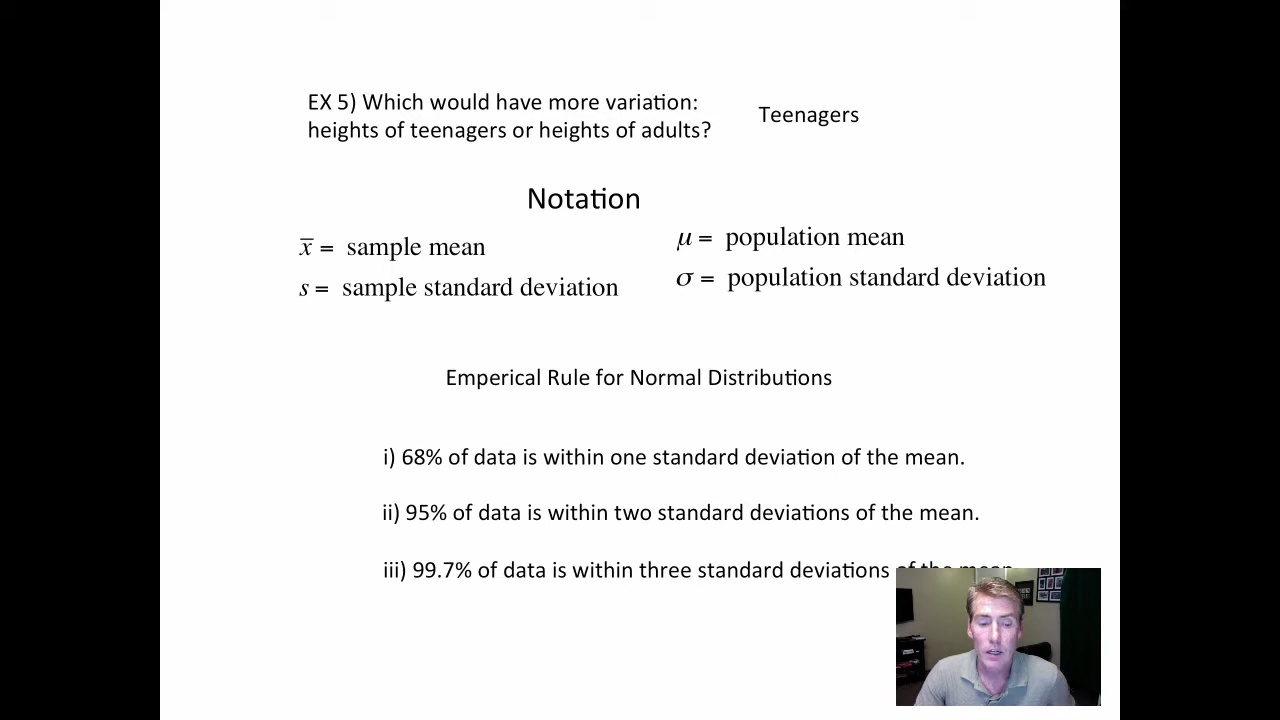 EX 5) Which would have more variation:
heights of teenagers or heights of adults?
Teenagers
Notation
x̄ = sample mean
s = sample standard deviation
μ = population mean
σ = population standard deviation
Emperical Rule for Normal Distributions
i) 68% of data is within one standard deviation of the mean.
ii) 95% of data is within two standard deviations of the mean.
iii) 99.7% of data is within three standard deviations of the mean.